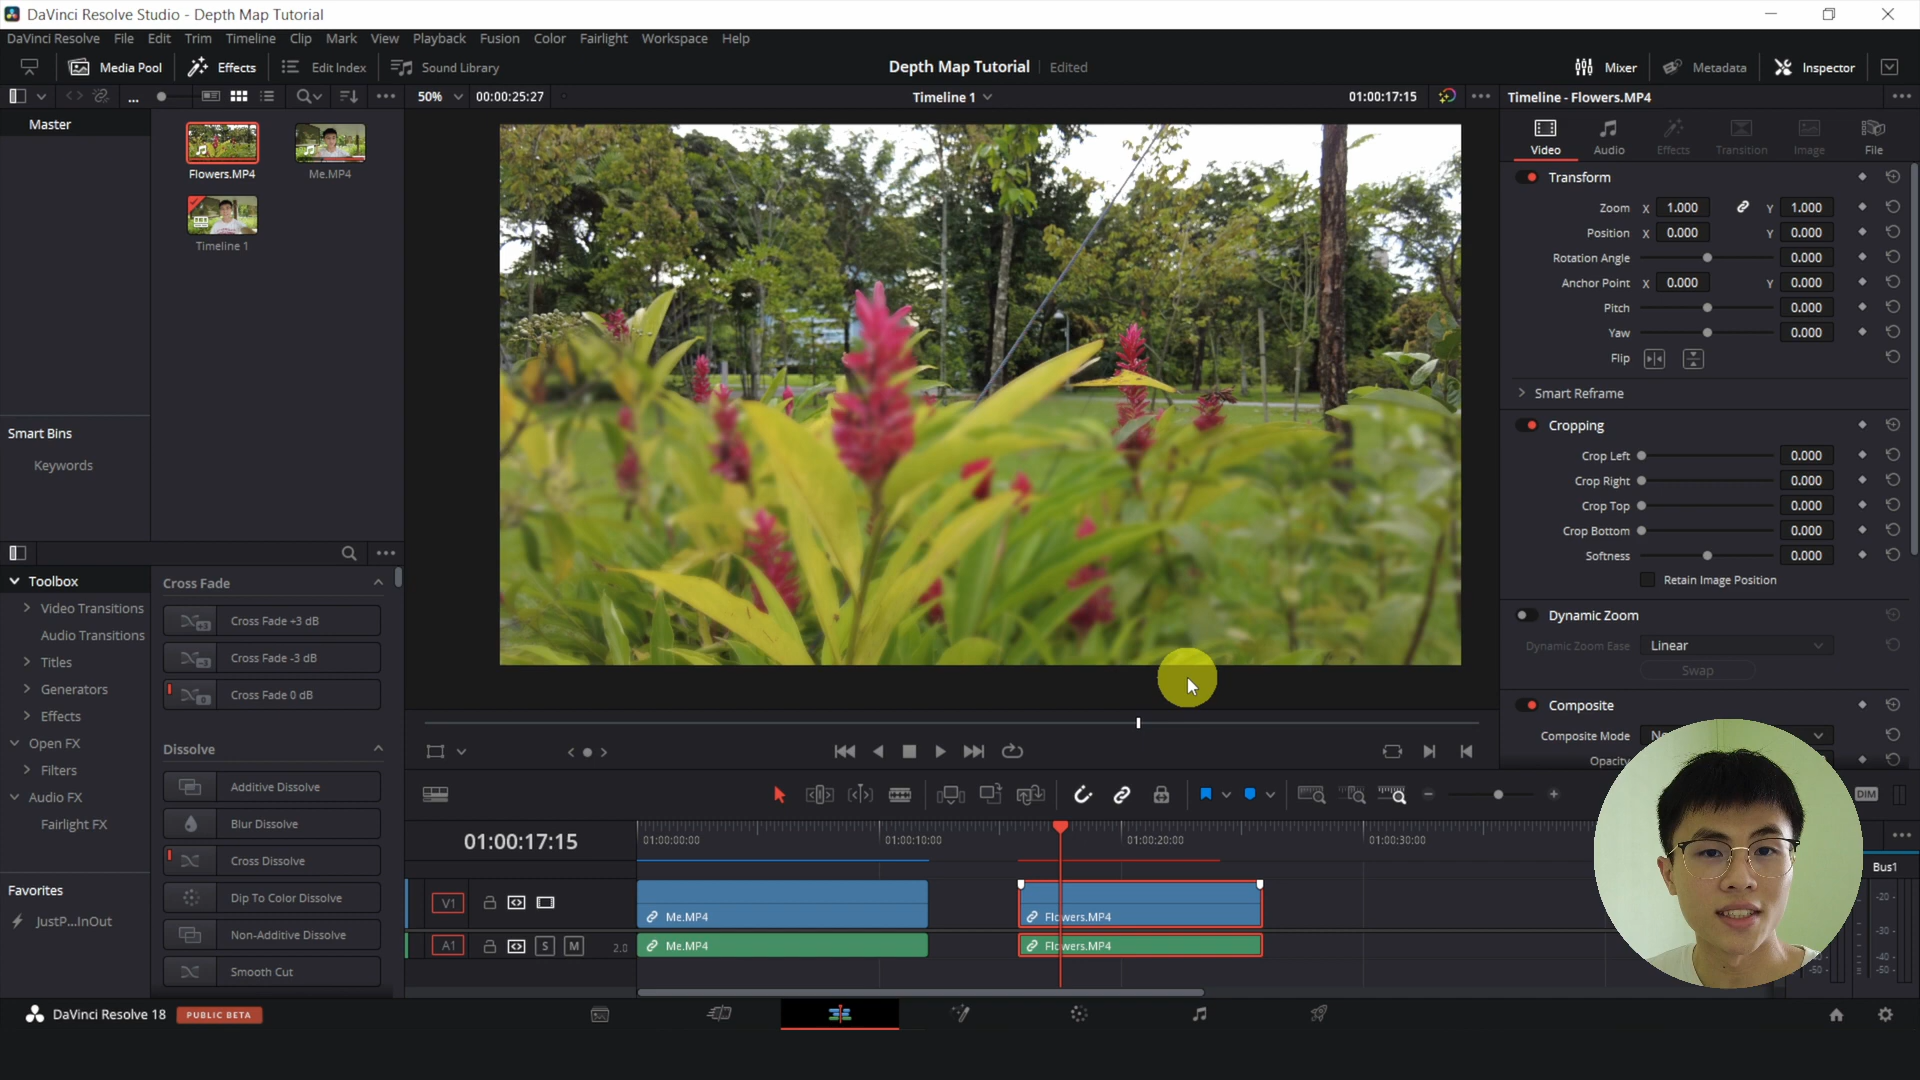 DaVinci Resolve Studio - Depth Map Tutorial
DaVinci Resolve File Edit Trim Timeline Clip Mark View Playback Fusion Color Fairlight Workspace Help
Media Pool Effects Edit Index Sound Library Depth Map Tutorial Edited Mixer Metadata Inspector
50% 00:00:25:27 Timeline 1 01:00:17:15 Timeline - Flowers.MP4
Master
Flowers.MP4 Me.MP4
Timeline 1
Smart Bins
Keywords
Toolbox
Video Transitions
Audio Transitions
Titles
Generators
Effects
Open FX
Filters
Audio FX
Fairlight FX
Favorites
JustP...InOut
Cross Fade
Cross Fade +3 dB
Cross Fade -3 dB
Cross Fade 0 dB
Dissolve
Additive Dissolve
Blur Dissolve
Cross Dissolve
Dip To Color Dissolve
Non-Additive Dissolve
Smooth Cut
Video Audio Effects Transition Image File
Transform
Zoom X 1.000 Y 1.000
Position X 0.000 Y 0.000
Rotation Angle 0.000
Anchor Point X 0.000 Y 0.000
Pitch 0.000
Yaw 0.000
Flip
Smart Reframe
Cropping
Crop Left 0.000
Crop Right 0.000
Crop Top 0.000
Crop Bottom 0.000
Softness 0.000
Retain Image Position
Dynamic Zoom
Dynamic Zoom Ease Linear
Swap
Composite
Composite Mode
DIM
01:00:17:15 01:00:00:00 01:00:10:00 01:00:20:00 01:00:30:00
V1 Me.MP4 Flowers.MP4
A1 S M 2.0 Me.MP4 Flowers.MP4
Bus1
-20
-30
-40
-50 -50
DaVinci Resolve 18 PUBLIC BETA